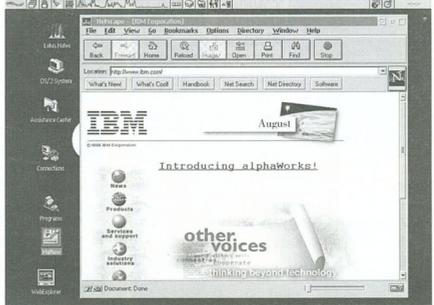 Netscape - [IBM Corporation]
File Edit View Go Bookmarks Options Directory Window Help
Back Forward Home Reload Images Open Print Find Stop
Location: http://www.ibm.com/
What's New! What's Cool! Handbook Net Search Net Directory Software
N
Lotus Notes
OS/2 System
Assistance Center
Connections
Programs
WebExplorer
IBM
August
Introducing alphaWorks!
News
Products
Services
and support
Industry
solutions
other
voices
cooperate
thinking beyond technology
Document: Done